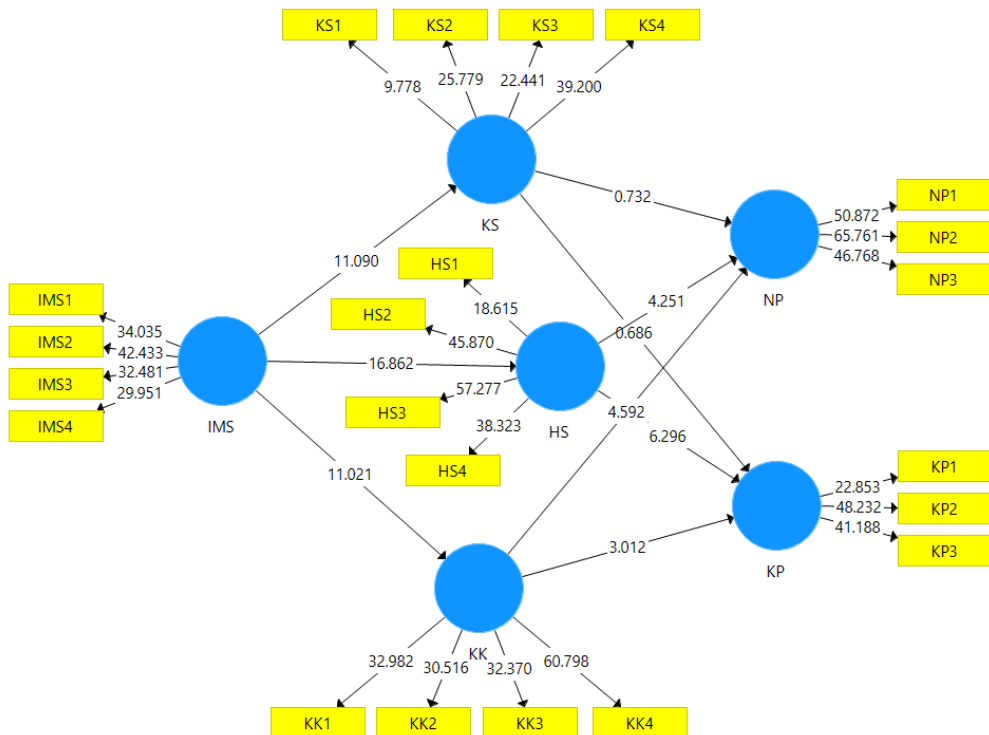 KS1
KS2
KS3
KS4
9.778
25.779
22.441
39.200
KS
0.732
NP1
50.872
NP2
65.761
NP3
46.768
NP
11.090
HS1
18.615
HS2
45.870
4.251
0.686
IMS1
34.035
IMS2
42.433
IMS3
32.481
IMS4
29.951
IMS
16.862
57.277
HS3
38.323
HS4
HS
4.592
6.296
11.021
KP1
22.853
KP2
48.232
KP3
41.188
KP
3.012
KK
32.982
30.516
32.370
60.798
KK1
KK2
KK3
KK4